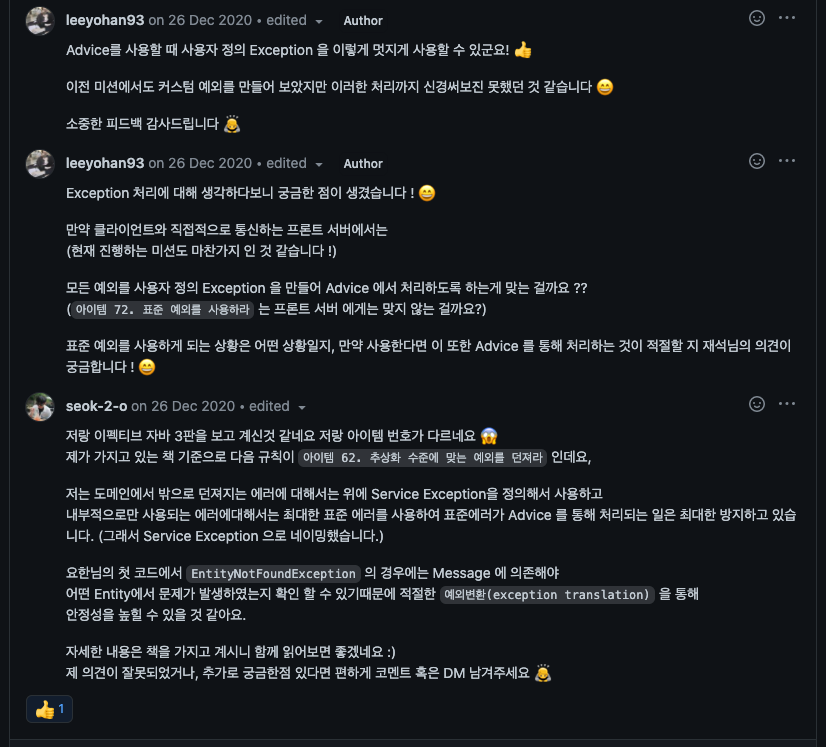 leeyohan93 on 26 Dec 2020 • edited Author
Advice를 사용할 때 사용자 정의 Exception 을 이렇게 멋지게 사용할 수 있군요! 👍
이전 미션에서도 커스텀 예외를 만들어 보았지만 이러한 처리까지 신경써보진 못했던 것 같습니다 😄
소중한 피드백 감사드립니다 🙇
leeyohan93 on 26 Dec 2020 • edited Author
Exception 처리에 대해 생각하다보니 궁금한 점이 생겼습니다 ! 😄
만약 클라이언트와 직접적으로 통신하는 프론트 서버에서는
(현재 진행하는 미션도 마찬가지 인 것 같습니다 !)
모든 예외를 사용자 정의 Exception 을 만들어 Advice 에서 처리하도록 하는게 맞는 걸까요 ??
( 아이템 72. 표준 예외를 사용하라 는 프론트 서버 에게는 맞지 않는 걸까요?)
표준 예외를 사용하게 되는 상황은 어떤 상황일지, 만약 사용한다면 이 또한 Advice 를 통해 처리하는 것이 적절할 지 재석님의 의견이
궁금합니다 ! 😄
seok-2-o on 26 Dec 2020 • edited
저랑 이펙티브 자바 3판을 보고 계신것 같네요 저랑 아이템 번호가 다르네요 😱
제가 가지고 있는 책 기준으로 다음 규칙이 아이템 62. 추상화 수준에 맞는 예외를 던져라 인데요,
저는 도메인에서 밖으로 던져지는 에러에 대해서는 위에 Service Exception을 정의해서 사용하고
내부적으로만 사용되는 에러에대해서는 최대한 표준 에러를 사용하여 표준에러가 Advice 를 통해 처리되는 일은 최대한 방지하고 있습
니다. (그래서 Service Exception 으로 네이밍했습니다.)
요한님의 첫 코드에서 EntityNotFoundException 의 경우에는 Message 에 의존해야
어떤 Entity에서 문제가 발생하였는지 확인 할 수 있기때문에 적절한 예외변환(exception translation) 을 통해
안정성을 높힐 수 있을 것 같아요.
자세한 내용은 책을 가지고 계시니 함께 읽어보면 좋겠네요 :)
제 의견이 잘못되었거나, 추가로 궁금한점 있다면 편하게 코멘트 혹은 DM 남겨주세요 🙇
👍 1